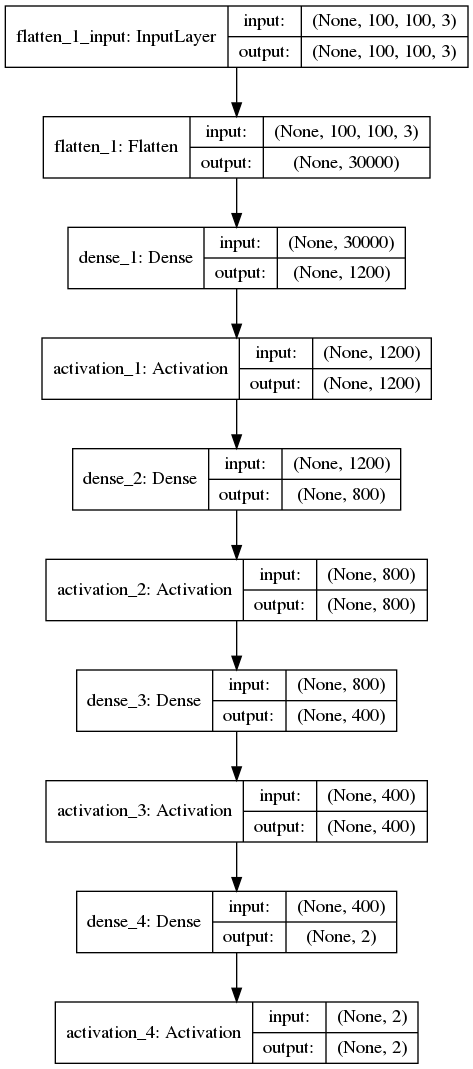 flatten_1_input: InputLayer
input: (None, 100, 100, 3)
output: (None, 100, 100, 3)
flatten_1: Flatten
input: (None, 100, 100, 3)
output: (None, 30000)
dense_1: Dense
input: (None, 30000)
output: (None, 1200)
activation_1: Activation
input: (None, 1200)
output: (None, 1200)
dense_2: Dense
input: (None, 1200)
output: (None, 800)
activation_2: Activation
input: (None, 800)
output: (None, 800)
dense_3: Dense
input: (None, 800)
output: (None, 400)
activation_3: Activation
input: (None, 400)
output: (None, 400)
dense_4: Dense
input: (None, 400)
output: (None, 2)
activation_4: Activation
input: (None, 2)
output: (None, 2)